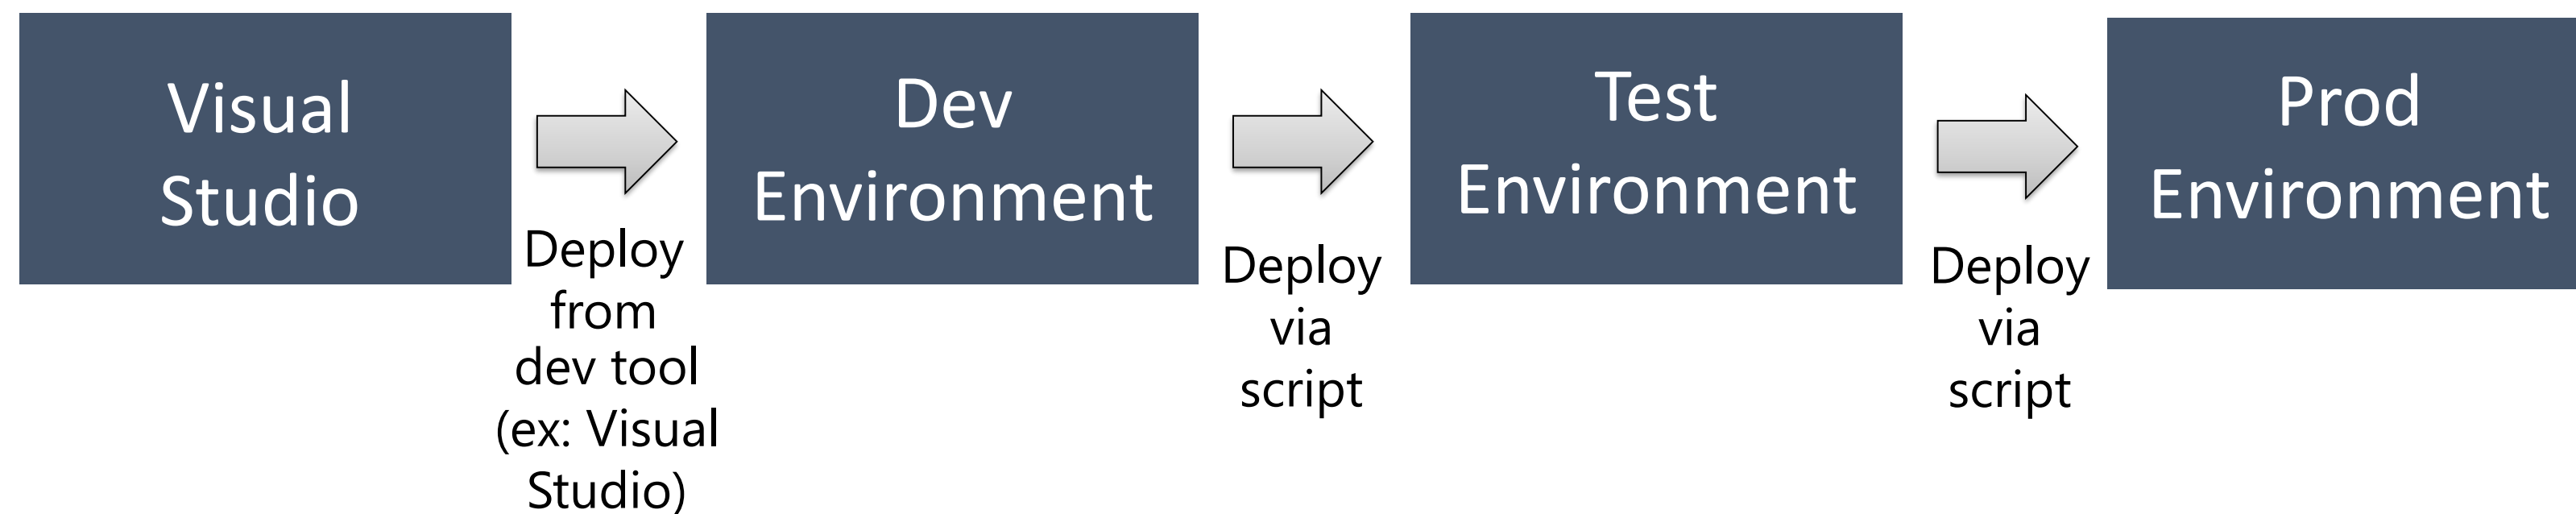 Visual
Studio
Deploy
from
dev tool
(ex: Visual
Studio)
Dev
Environment
Deploy
via
script
Test
Environment
Deploy
via
script
Prod
Environment